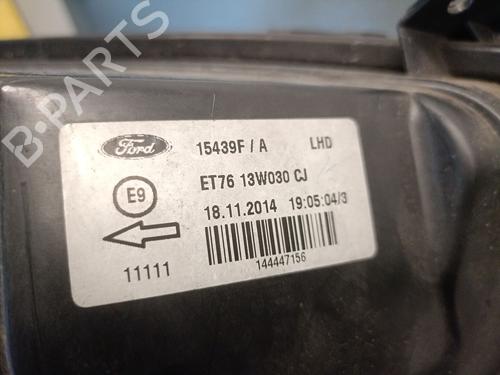 B-PARTS
Ford 15439F / A LHD
E9 ET76 13W030 CJ
18.11.2014 19:05:04/3
11111 144447156